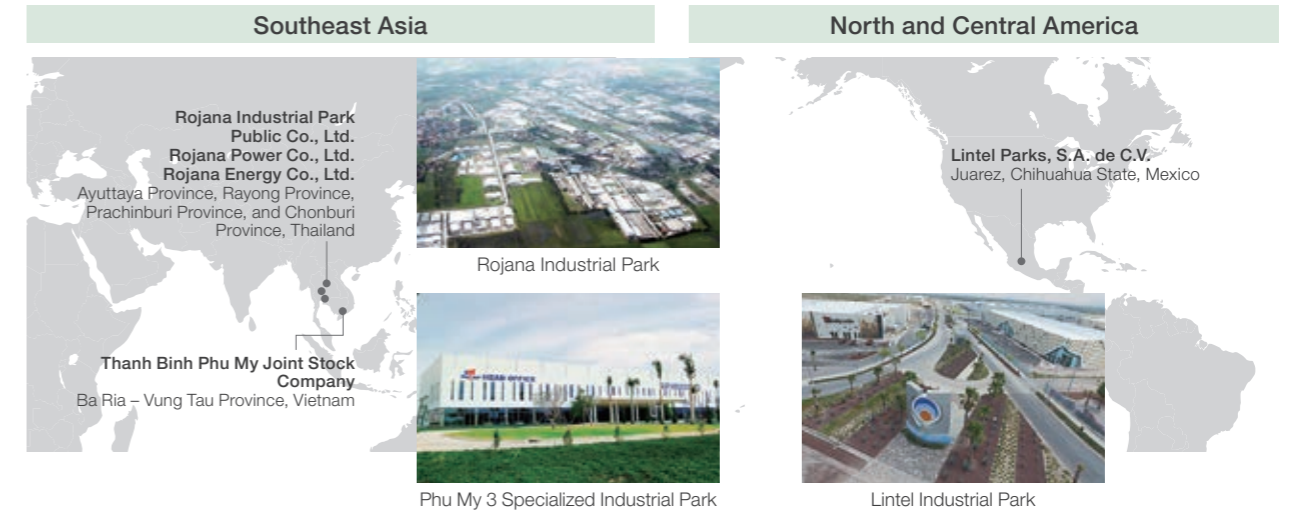 Southeast Asia
Rojana Industrial Park
Public Co., Ltd.
Rojana Power Co., Ltd.
Rojana Energy Co., Ltd.
Ayuttaya Province, Rayong Province,
Prachinburi Province, and Chonburi
Province, Thailand
Rojana Industrial Park
Thanh Binh Phu My Joint Stock
Company
Ba Ria – Vung Tau Province, Vietnam
HEAD OFFICE
Phu My 3 Specialized Industrial Park
North and Central America
Lintel Parks, S.A. de C.V.
Juarez, Chihuahua State, Mexico
Lintel Industrial Park